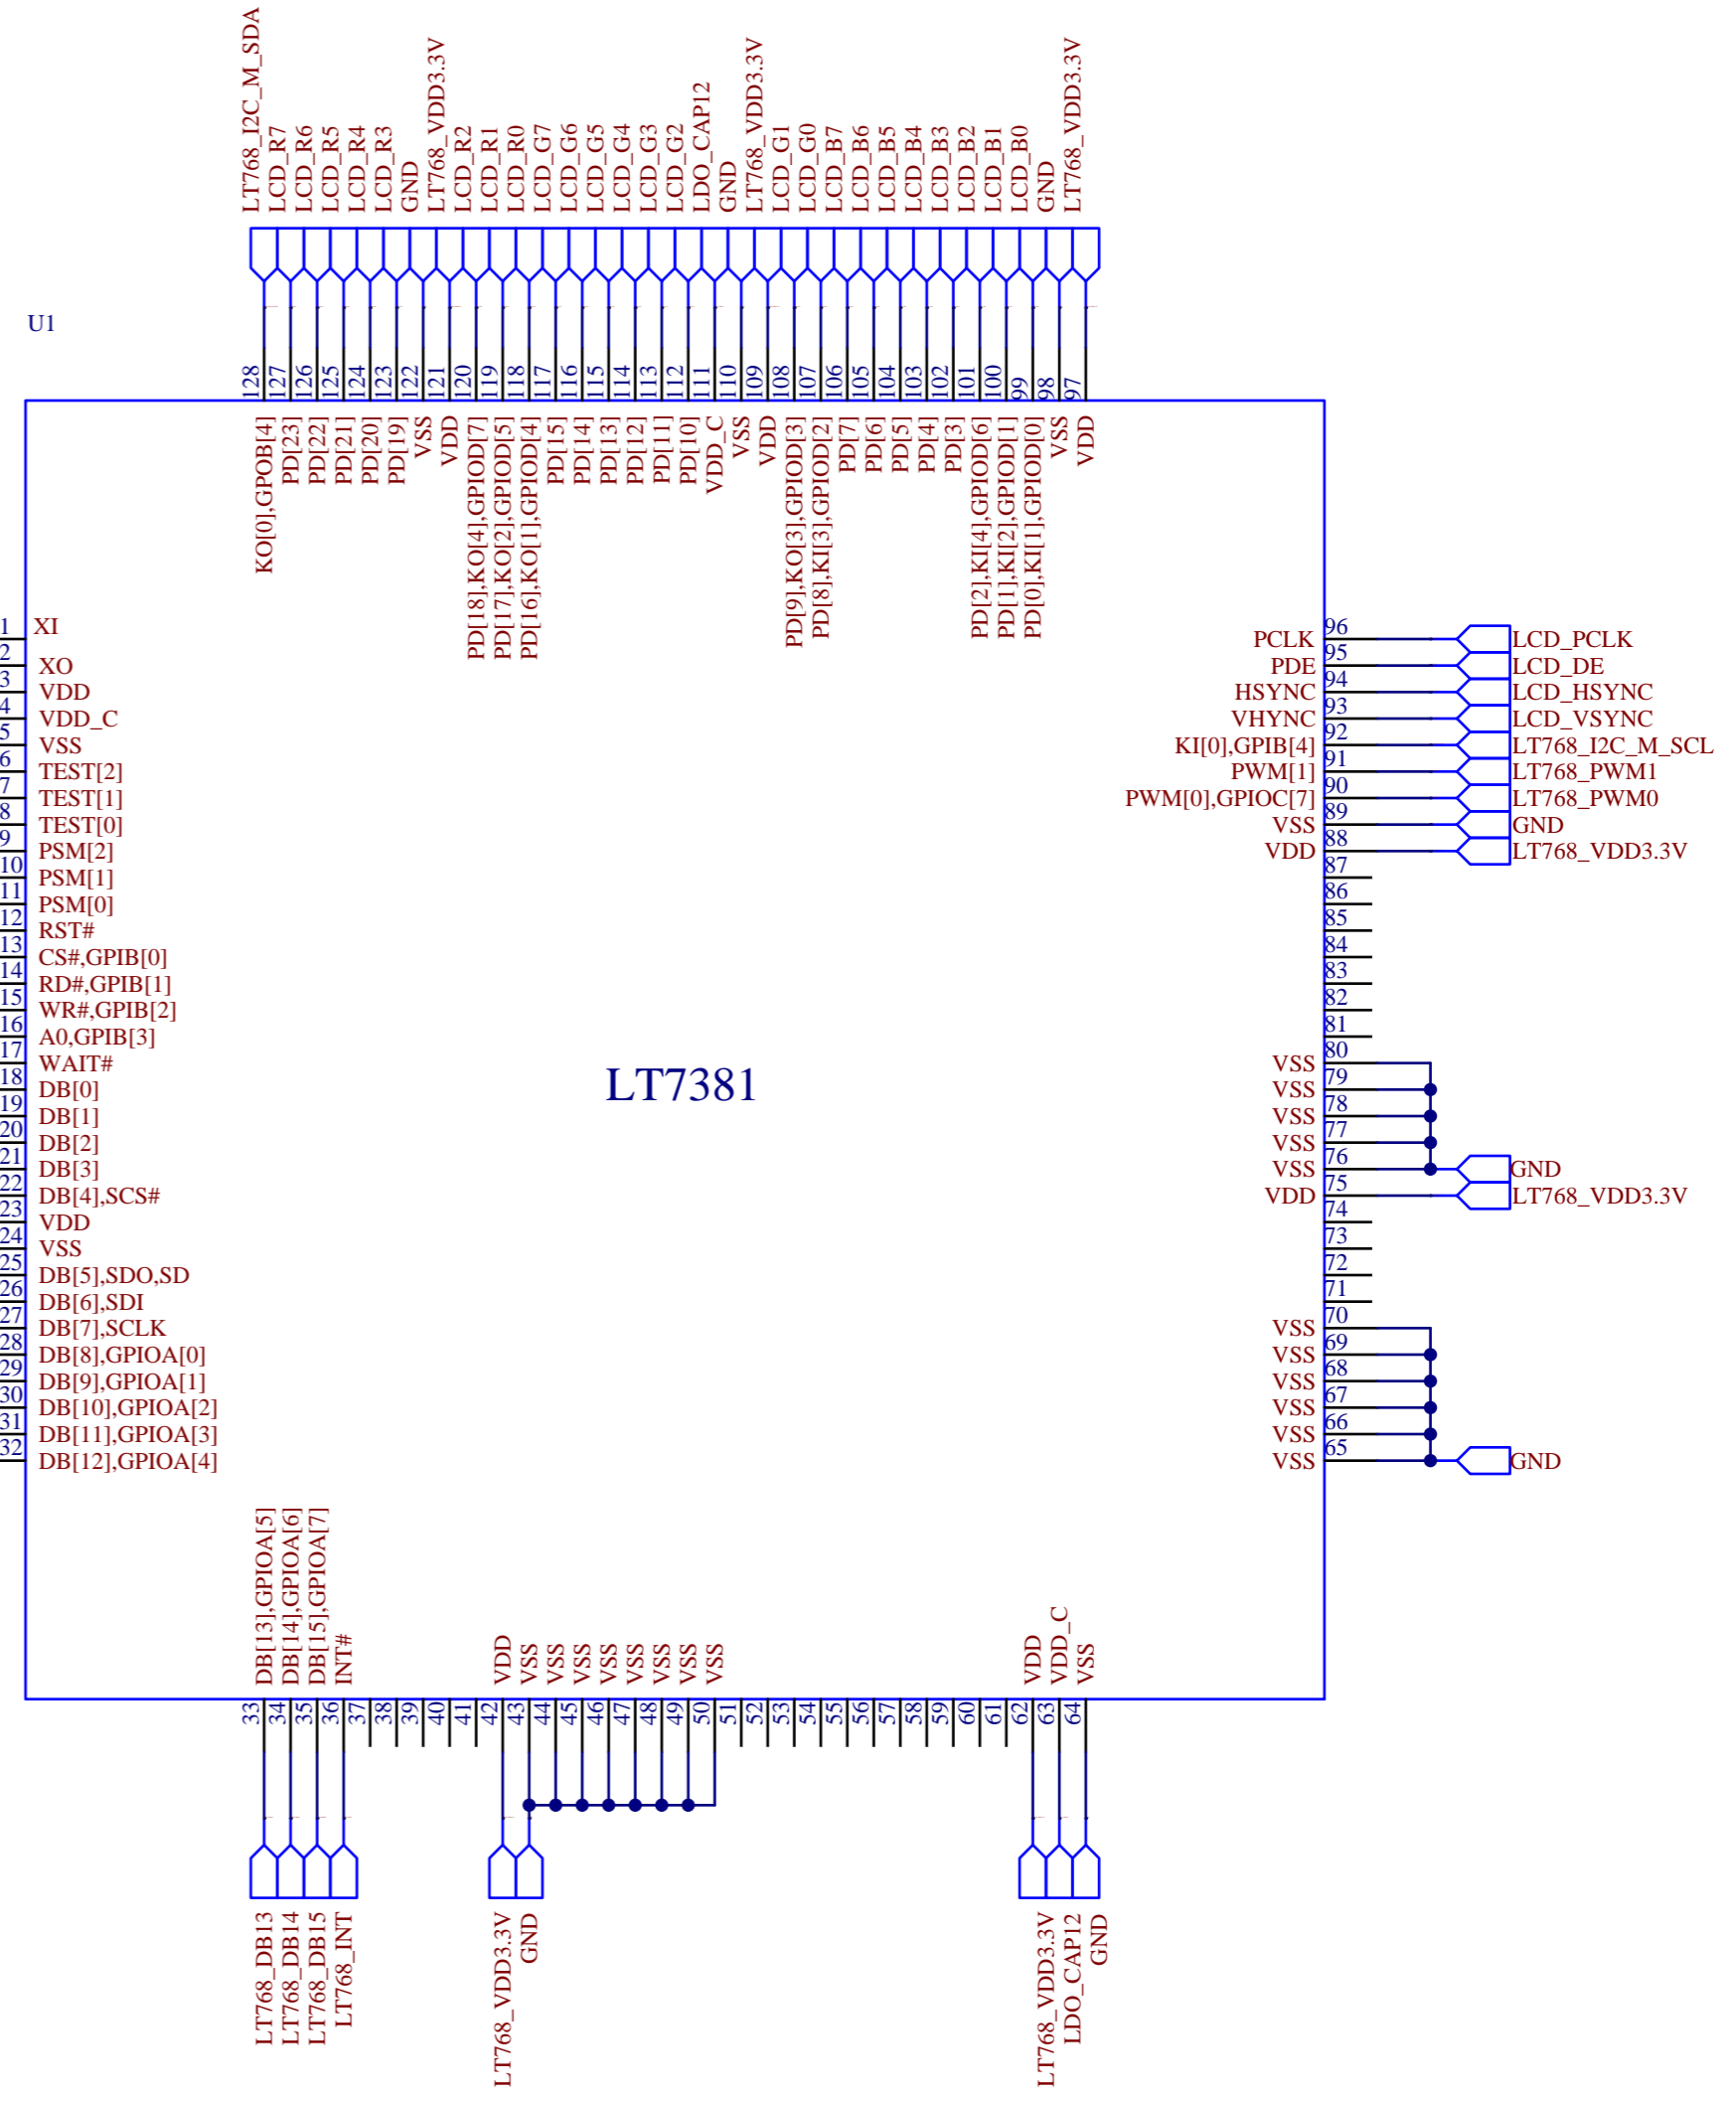 LT768_I2C_M_SDA
LCD_R7
LCD_R6
LCD_R5
LCD_R4
LCD_R3
GND
LT768_VDD3.3V
LCD_R2
LCD_R1
LCD_R0
LCD_G7
LCD_G6
LCD_G5
LCD_G4
LCD_G3
LCD_G2
LDO_CAP12
GND
LT768_VDD3.3V
LCD_G1
LCD_G0
LCD_B7
LCD_B6
LCD_B5
LCD_B4
LCD_B3
LCD_B2
LCD_B1
LCD_B0
GND
LT768_VDD3.3V
U1
128
127
126
125
124
123
122
121
120
119
118
117
116
115
114
113
112
111
110
109
108
107
106
105
104
103
102
101
100
99
98
97
KO[0],GPOB[4]
PD[23]
PD[22]
PD[21]
PD[20]
PD[19]
VSS
VDD
PD[18],KO[4],GPIOD[7]
PD[17],KO[2],GPIOD[5]
PD[16],KO[1],GPIOD[4]
PD[15]
PD[14]
PD[13]
PD[12]
PD[11]
PD[10]
VDD_C
VSS
VDD
PD[9],KO[3],GPIOD[3]
PD[8],KI[3],GPIOD[2]
PD[7]
PD[6]
PD[5]
PD[4]
PD[3]
PD[2],KI[4],GPIOD[6]
PD[1],KI[2],GPIOD[1]
PD[0],KI[1],GPIOD[0]
VSS
VDD
1 XI
2 XO
3 VDD
4 VDD_C
5 VSS
6 TEST[2]
7 TEST[1]
8 TEST[0]
9 PSM[2]
10 PSM[1]
11 PSM[0]
12 RST#
13 CS#,GPIB[0]
14 RD#,GPIB[1]
15 WR#,GPIB[2]
16 A0,GPIB[3]
17 WAIT#
18 DB[0]
19 DB[1]
20 DB[2]
21 DB[3]
22 DB[4],SCS#
23 VDD
24 VSS
25 DB[5],SDO,SD
26 DB[6],SDI
27 DB[7],SCLK
28 DB[8],GPIOA[0]
29 DB[9],GPIOA[1]
30 DB[10],GPIOA[2]
31 DB[11],GPIOA[3]
32 DB[12],GPIOA[4]
LT7381
PCLK 96 LCD_PCLK
PDE 95 LCD_DE
HSYNC 94 LCD_HSYNC
VHYNC 93 LCD_VSYNC
KI[0],GPIB[4] 92 LT768_I2C_M_SCL
PWM[1] 91 LT768_PWM1
PWM[0],GPIOC[7] 90 LT768_PWM0
VSS 89 GND
VDD 88 LT768_VDD3.3V
87
86
85
84
83
82
81
VSS 80
VSS 79
VSS 78
VSS 77
VSS 76 GND
VDD 75 LT768_VDD3.3V
74
73
72
71
VSS 70
VSS 69
VSS 68
VSS 67
VSS 66
VSS 65 GND
DB[13],GPIOA[5]
DB[14],GPIOA[6]
DB[15],GPIOA[7]
INT#
VDD
VSS
VSS
VSS
VSS
VSS
VSS
VSS
VSS
VDD
VDD_C
VSS
33
34
35
36
37
38
39
40
41
42
43
44
45
46
47
48
49
50
51
52
53
54
55
56
57
58
59
60
61
62
63
64
LT768_DB13
LT768_DB14
LT768_DB15
LT768_INT
LT768_VDD3.3V
GND
LT768_VDD3.3V
LDO_CAP12
GND